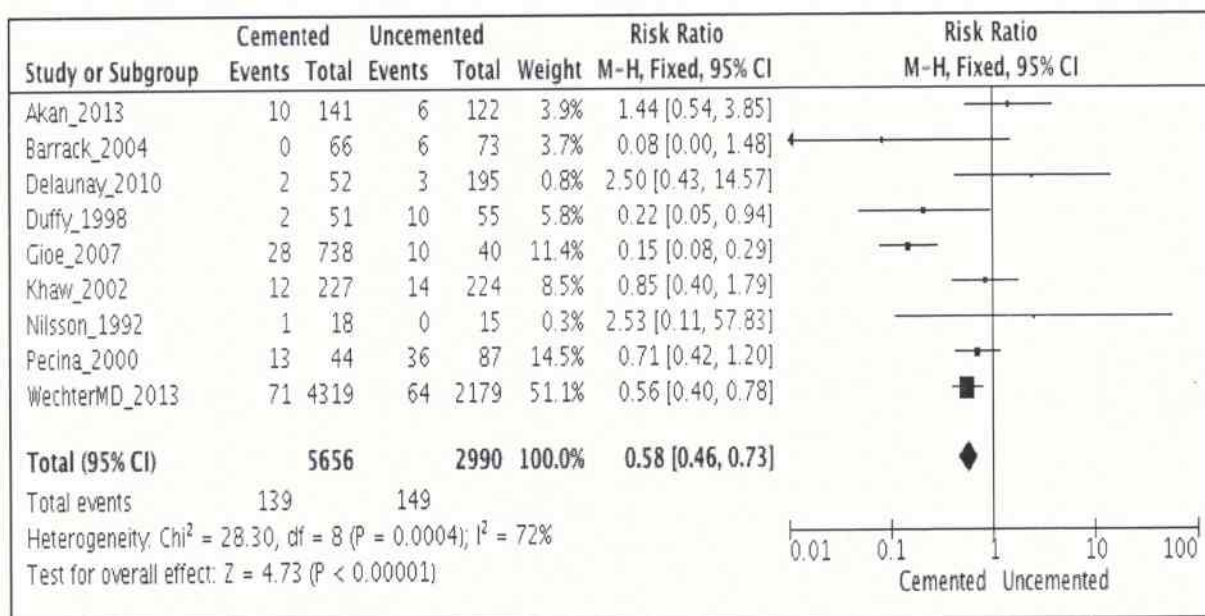 Cemented Uncemented Risk Ratio Risk Ratio
Study or Subgroup Events Total Events Total Weight M-H, Fixed, 95% CI M-H, Fixed, 95% CI
Akan_2013 10 141 6 122 3.9% 1.44 [0.54, 3.85]
Barrack_2004 0 66 6 73 3.7% 0.08 [0.00, 1.48]
Delaunay_2010 2 52 3 195 0.8% 2.50 [0.43, 14.57]
Duffy_1998 2 51 10 55 5.8% 0.22 [0.05, 0.94]
Gioe_2007 28 738 10 40 11.4% 0.15 [0.08, 0.29]
Khaw_2002 12 227 14 224 8.5% 0.85 [0.40, 1.79]
Nilsson_1992 1 18 0 15 0.3% 2.53 [0.11, 57.83]
Pecina_2000 13 44 36 87 14.5% 0.71 [0.42, 1.20]
WechterMD_2013 71 4319 64 2179 51.1% 0.56 [0.40, 0.78]
Total (95% CI) 5656 2990 100.0% 0.58 [0.46, 0.73]
Total events 139 149
Heterogeneity: Chi² = 28.30, df = 8 (P = 0.0004); I² = 72%
Test for overall effect: Z = 4.73 (P < 0.00001)
0.01 0.1 1 10 100
Cemented Uncemented